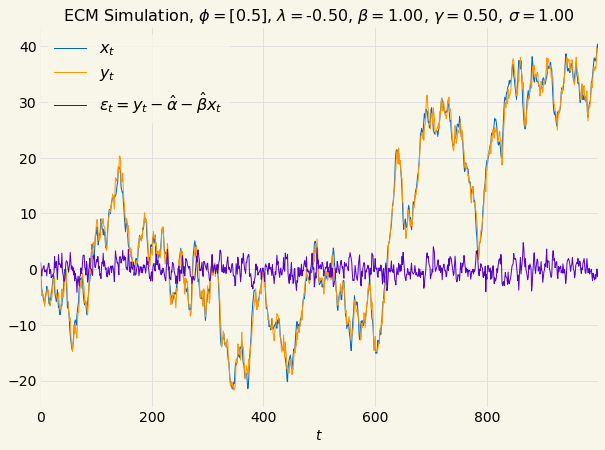 ECM Simulation, ϕ = [0.5], λ = -0.50, β = 1.00, γ = 0.50, σ = 1.00
x_t
y_t
ε_t = y_t − α̂ − β̂x_t
40
30
20
10
0
−10
−20
0 200 400 600 800
t